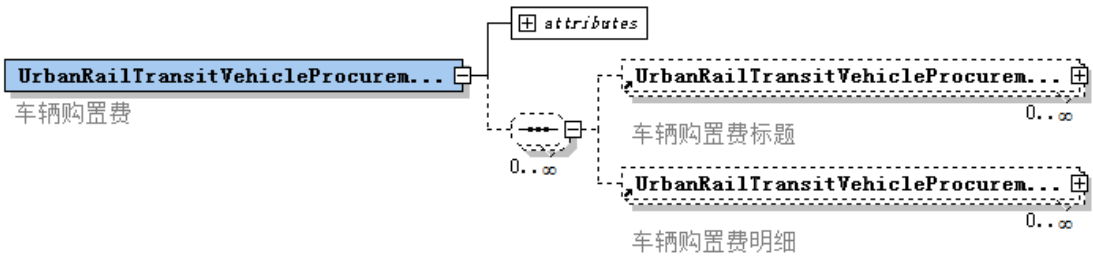 attributes
UrbanRailTransitVehicleProcurem...
车辆购置费
0..∞
UrbanRailTransitVehicleProcurem...
0..∞
车辆购置费标题
UrbanRailTransitVehicleProcurem...
0..∞
车辆购置费明细